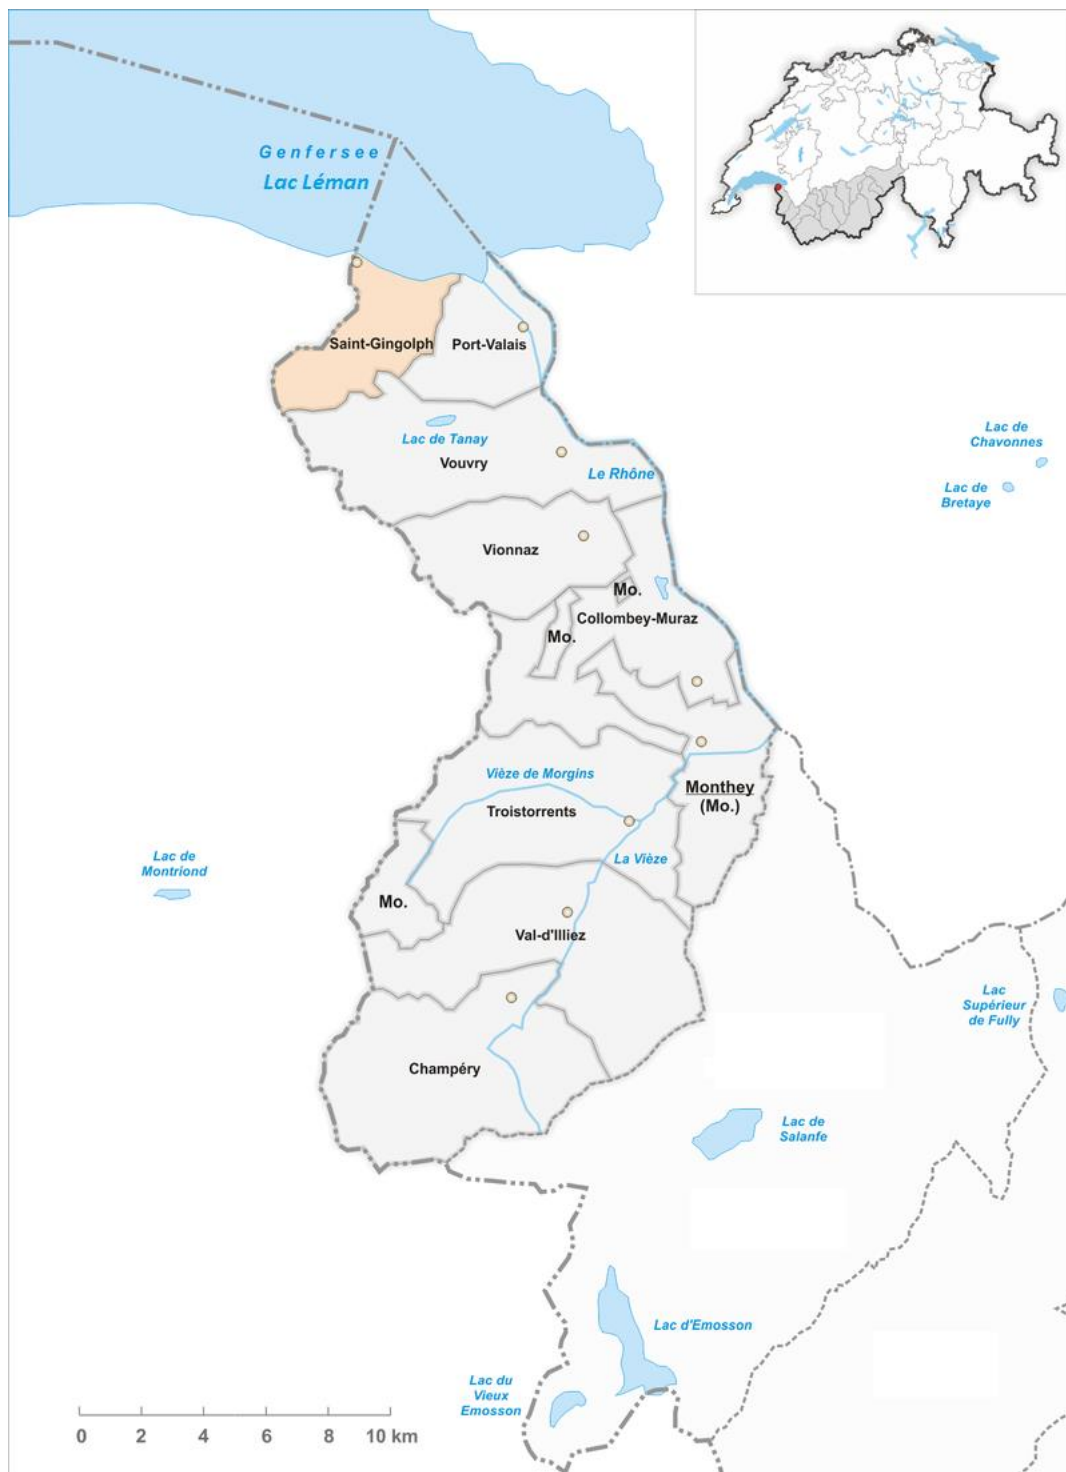 Genfersee
Lac Léman
Saint-Gingolph
Port-Valais
Lac de Tanay
Vouvry
Le Rhône
Lac de
Chavonnes
Lac de
Bretaye
Vionnaz
Mo.
Collombey-Muraz
Mo.
Vièze de Morgins
Troistorrents
Monthey
(Mo.)
La Vièze
Lac de
Montriond
Mo.
Val-d'Illiez
Lac
Supérieur
de Fully
Champéry
Lac de
Salanfe
Lac d'Emosson
Lac du
Vieux
Emosson
0 2 4 6 8 10 km